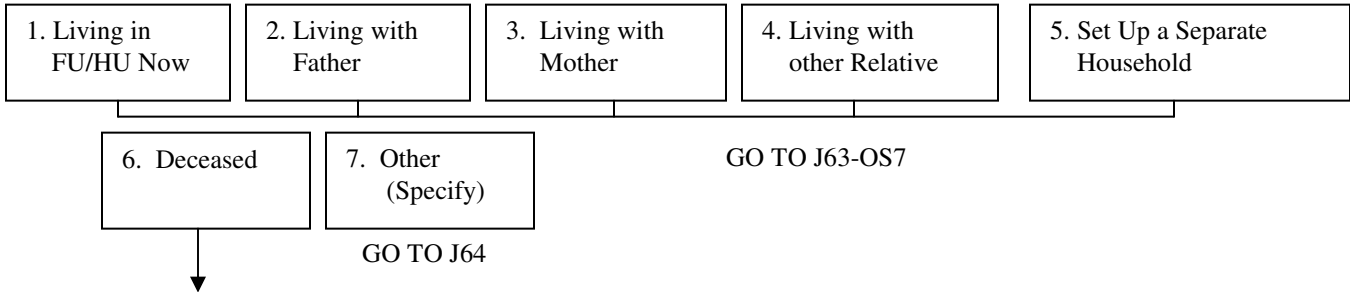 1. Living in
FU/HU Now
2. Living with
Father
3. Living with
Mother
4. Living with
other Relative
5. Set Up a Separate
Household
6. Deceased
7. Other
(Specify)
GO TO J63-OS7
GO TO J64